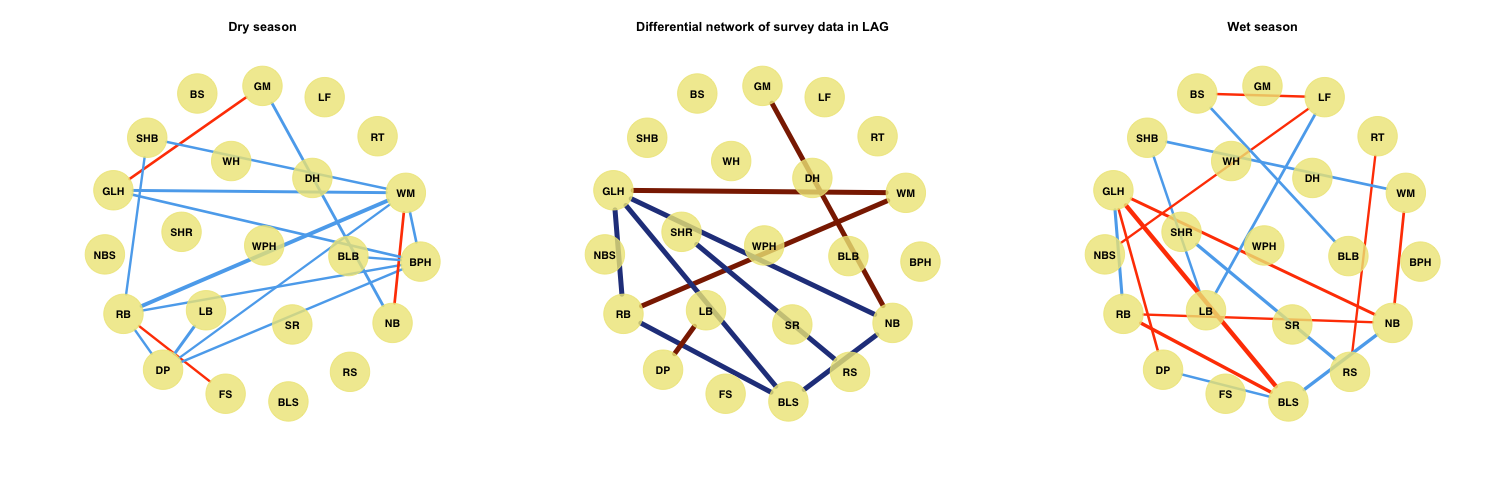 Dry season
GM
BS
LF
RT
SHB
WH
DH
GLH
WM
SHR
WPH
NBS
BLB
BPH
RB
LB
SR
NB
DP
RS
FS
BLS
Differential network of survey data in LAG
GM
BS
LF
RT
SHB
WH
DH
GLH
WM
SHR
WPH
NBS
BLB
BPH
RB
LB
SR
NB
DP
RS
FS
BLS
Wet season
GM
BS
LF
RT
SHB
WH
DH
GLH
WM
SHR
WPH
NBS
BLB
BPH
RB
LB
SR
NB
DP
RS
FS
BLS